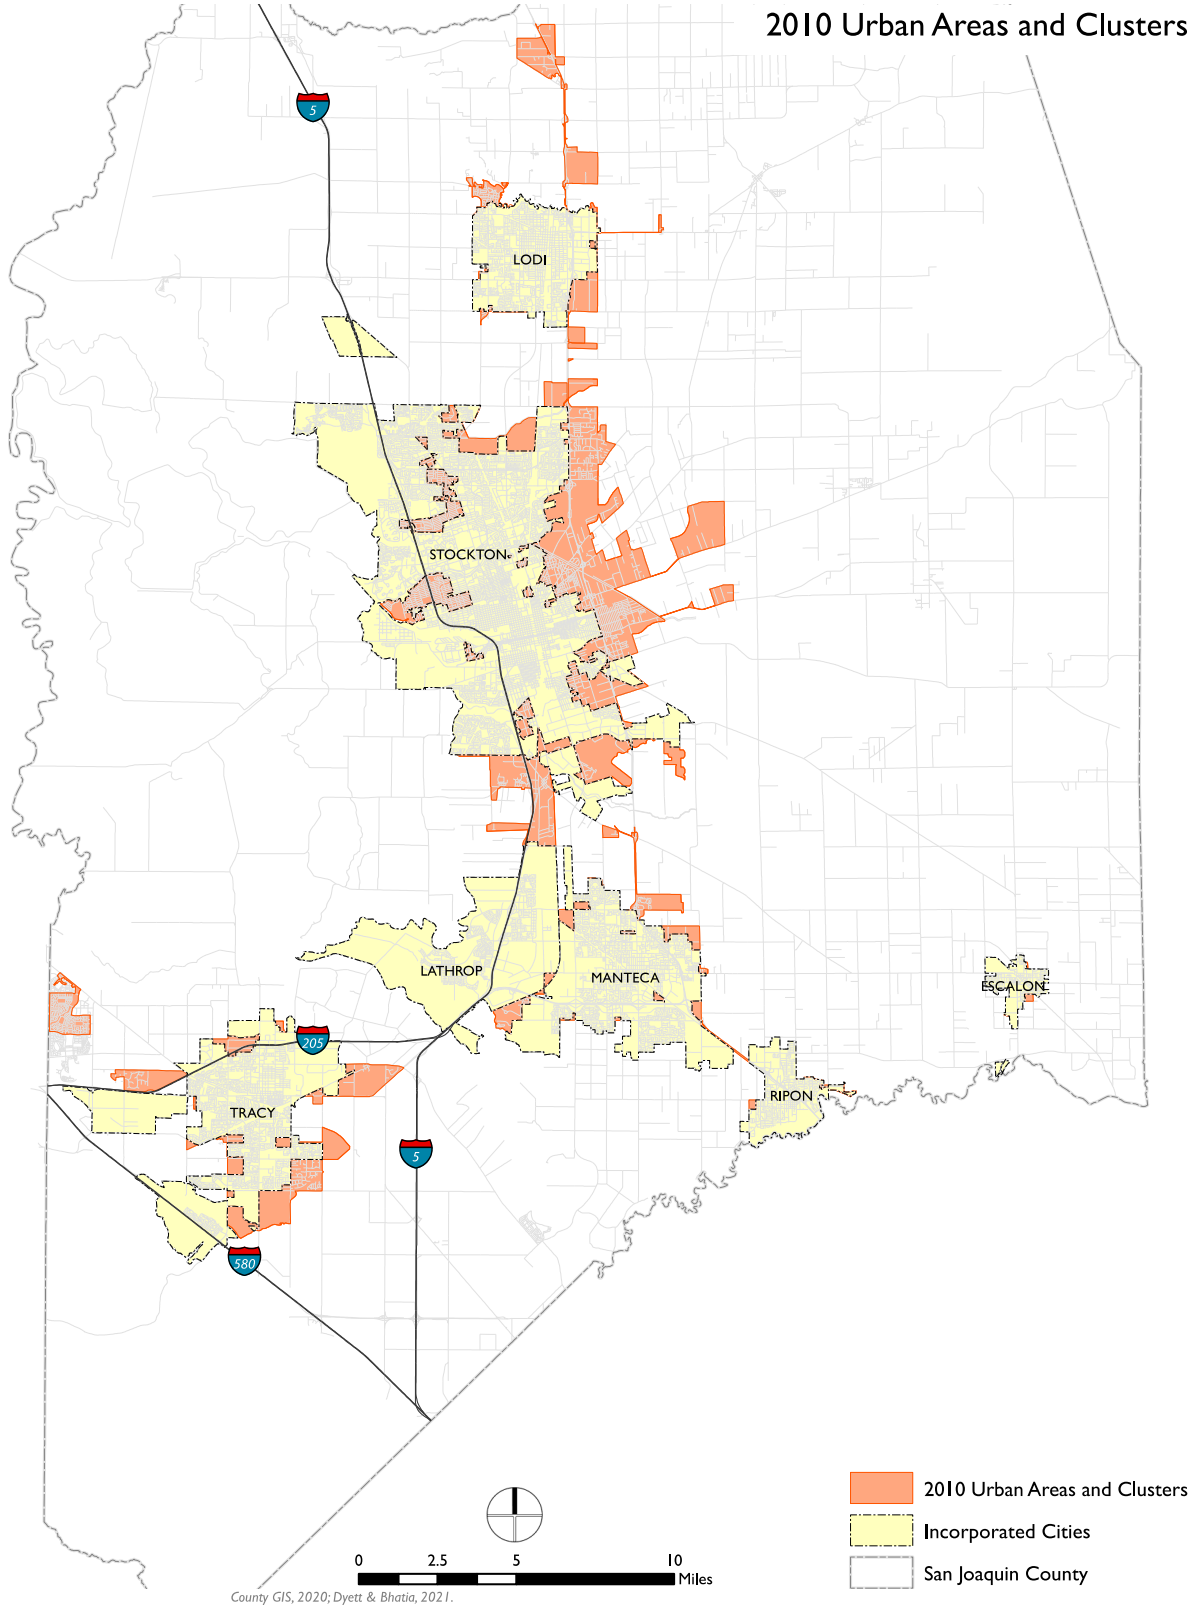 2010 Urban Areas and Clusters
5
LODI
STOCKTON
LATHROP
MANTECA
ESCALON
205
RIPON
TRACY
5
580
2010 Urban Areas and Clusters
Incorporated Cities
San Joaquin County
0 2.5 5 10
Miles
County GIS, 2020; Dyett & Bhatia, 2021.